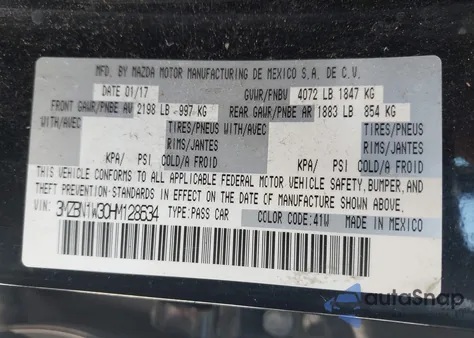 MFD. BY MAZDA MOTOR MANUFACTURING DE MEXICO S.A. DE C.V.
DATE 01/17 GVWR/PNBV 4072 LB 1847 KG
FRONT GAWR/PNBE AV 2198 LB 997 KG REAR GAWR/PNBE AR 1883 LB 854 KG
WITH/AVEC TIRES/PNEUS WITH/AVEC TIRES/PNEUS
RIMS/JANTES RIMS/JANTES
KPA/ PSI COLD/A FROID KPA/ PSI COLD/A FROID
THIS VEHICLE CONFORMS TO ALL APPLICABLE FEDERAL MOTOR VEHICLE SAFETY, BUMPER, AND
THEFT PREVENTION STANDARDS IN EFFECT ON THE DATE OF MANUFACTURE SHOWN ABOVE.
VIN: 3MZBN1W30HM128634 TYPE:PASS CAR COLOR CODE:41W MADE IN MEXICO
autoSnap